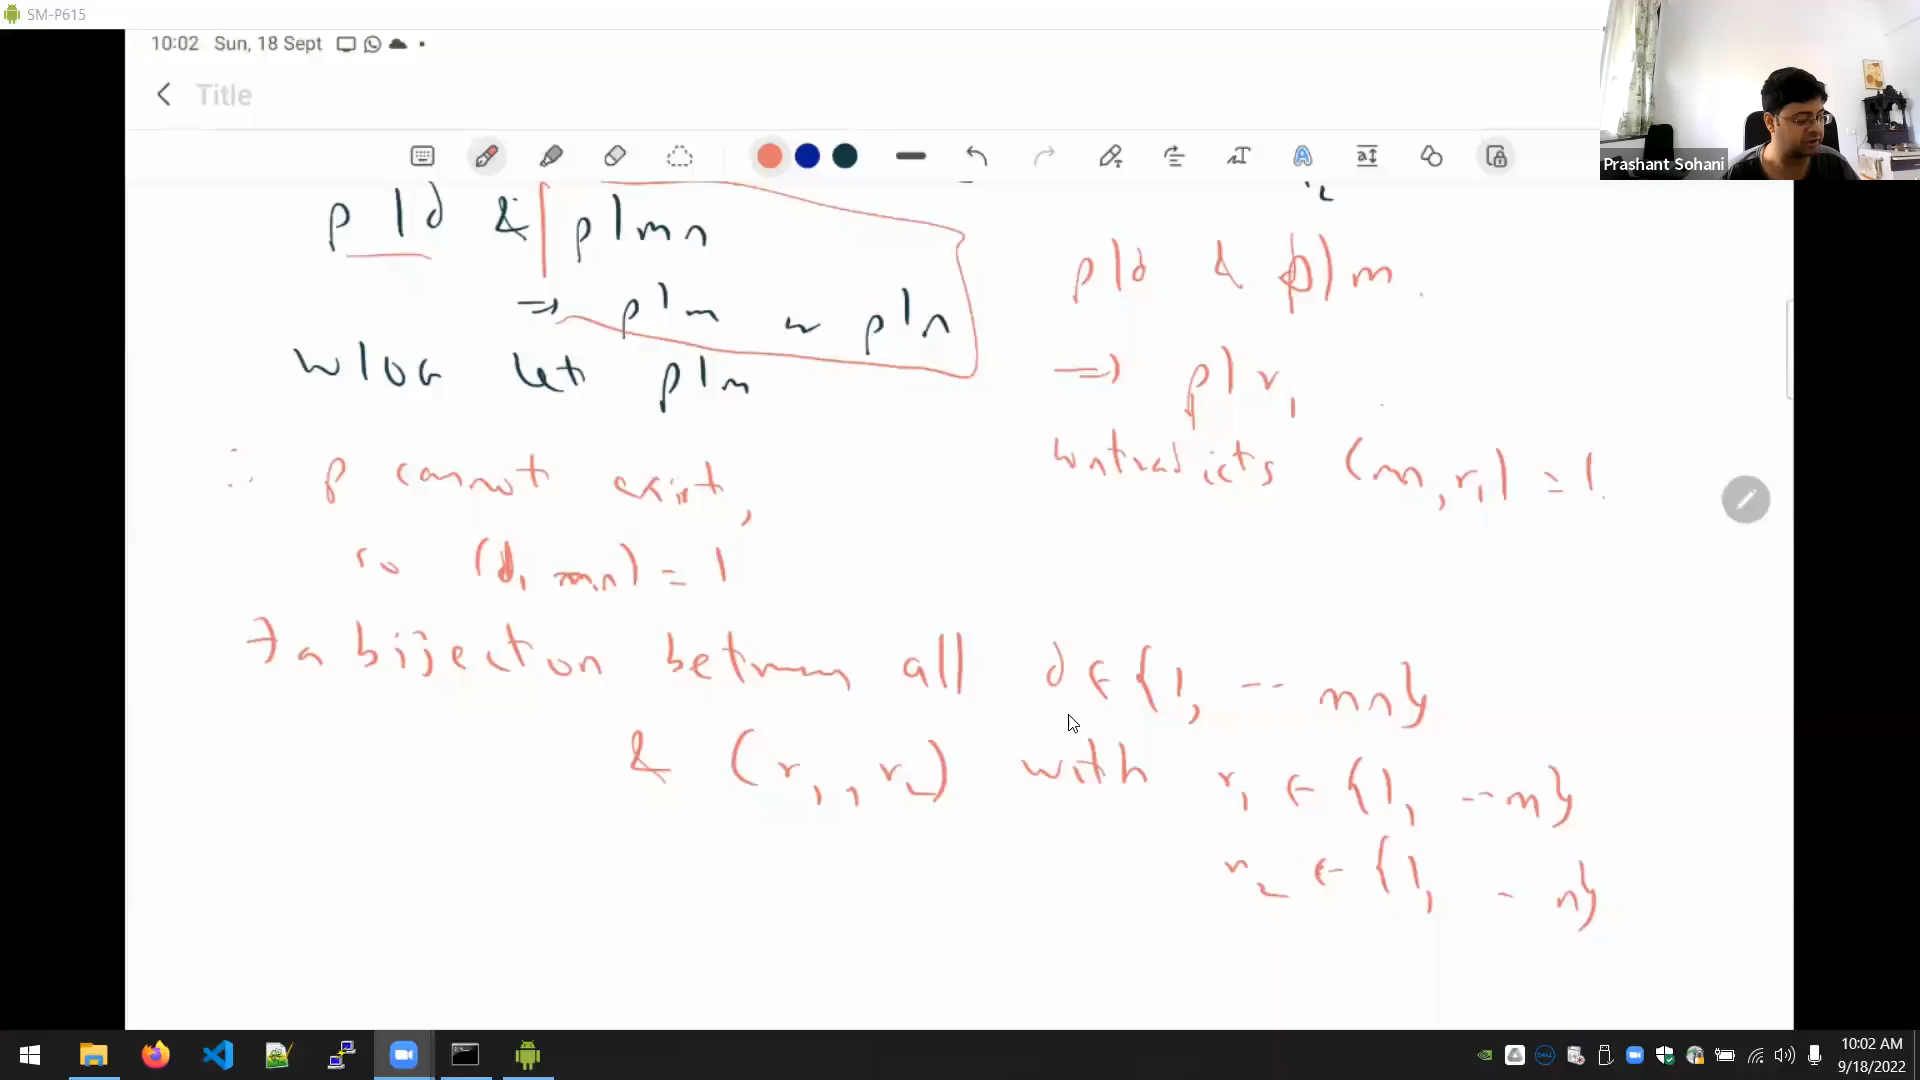 SM-P615
10:02 Sun, 18 Sept
Title
Prashant Sohani
p | d & p | mn
⇒ p | m or p | n
WLOG let p | m
∴ p cannot exist,
so (d, mn) = 1
∃ a bijection between all d ∈ {1, -- mn}
& (r₁, r₂) with r₁ ∈ {1, -- m}
r₂ ∈ {1, - n}
2
p | d & p | m.
⇒ p | r₁
contradicts (m, r₁) = 1.
10:02 AM
9/18/2022